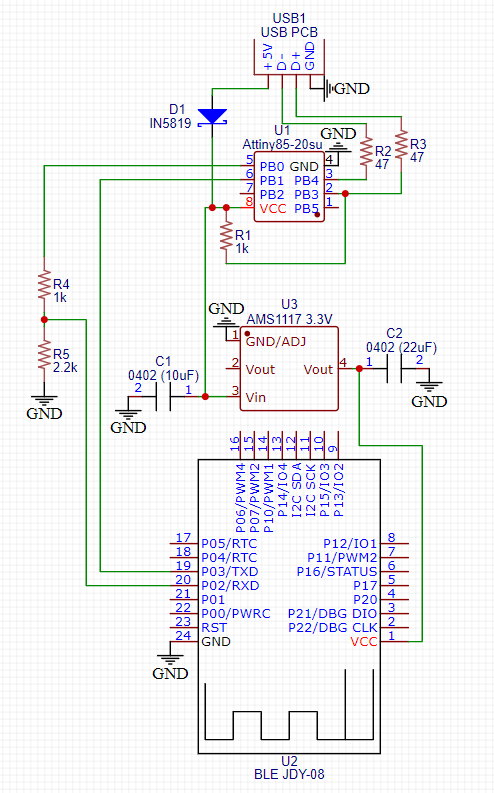 USB1
USB PCB
+5V
D-
D+
GND
GND
D1
IN5819
U1
Attiny85-20su
GND
R2
47
R3
47
5 PB0 GND 4
6 PB1 PB4 3
7 PB2 PB3 2
8 VCC PB5 1
R1
1k
R4
1k
R5
2.2k
GND
GND
U3
AMS1117 3.3V
1 GND/ADJ
2 Vout Vout 4
3 Vin
C1
0402 (10uF)
2 1
GND
C2
0402 (22uF)
1 2
GND
16 15 14 13 12 11 10 9
P06/PWM4
P07/PWM2
P10/PWM1
P14/IO4
I2C SDA
I2C SCK
P15/IO3
P13/IO2
17 P05/RTC P12/IO1 8
18 P04/RTC P11/PWM2 7
19 P03/TXD P16/STATUS 6
20 P02/RXD P17 5
21 P01 P20 4
22 P00/PWRC P21/DBG DIO 3
23 RST P22/DBG CLK 2
24 GND VCC 1
GND
U2
BLE JDY-08